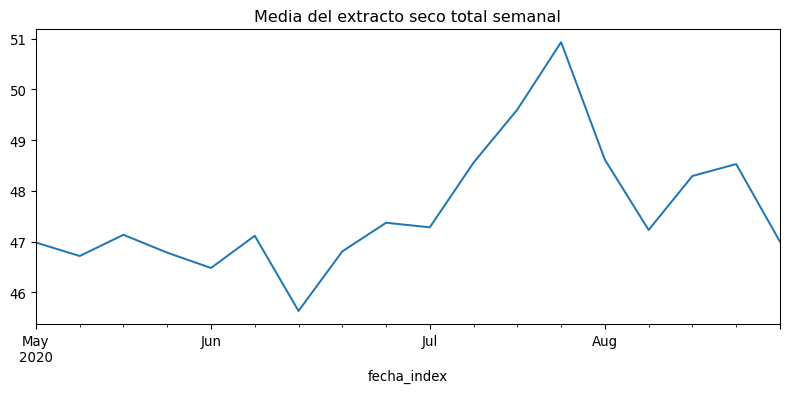 Media del extracto seco total semanal
51
50
49
48
47
46
May
2020
Jun
Jul
Aug
fecha_index